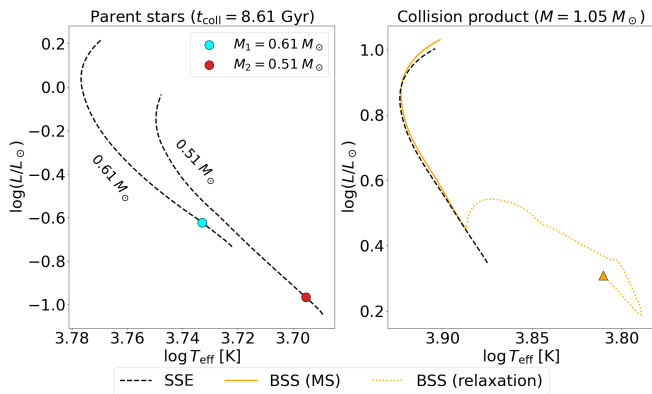 Parent stars (t_coll = 8.61 Gyr)
M₁ = 0.61 M☉
M₂ = 0.51 M☉
0.61 M☉
0.51 M☉
log(L/L☉)
0.2
0.0
−0.2
−0.4
−0.6
−0.8
−1.0
3.78
3.76
3.74
3.72
3.70
log T_eff [K]
Collision product (M = 1.05 M☉)
log(L/L☉)
1.0
0.8
0.6
0.4
0.2
3.90
3.85
3.80
log T_eff [K]
SSE
BSS (MS)
BSS (relaxation)